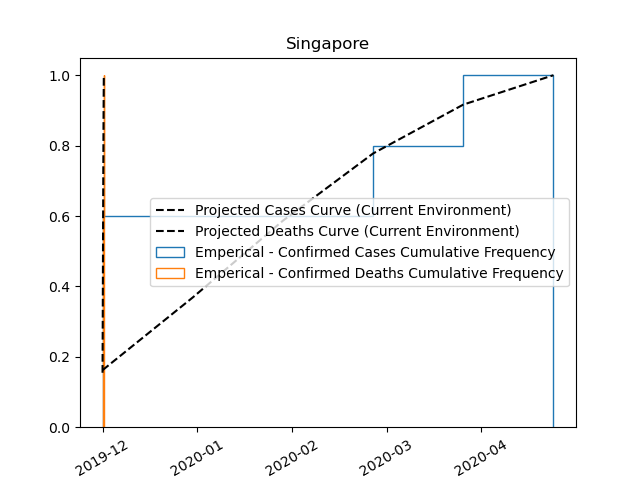 Singapore
1.0
0.8
0.6
0.4
0.2
0.0
Projected Cases Curve (Current Environment)
Projected Deaths Curve (Current Environment)
Emperical - Confirmed Cases Cumulative Frequency
Emperical - Confirmed Deaths Cumulative Frequency
2019-12
2020-01
2020-02
2020-03
2020-04